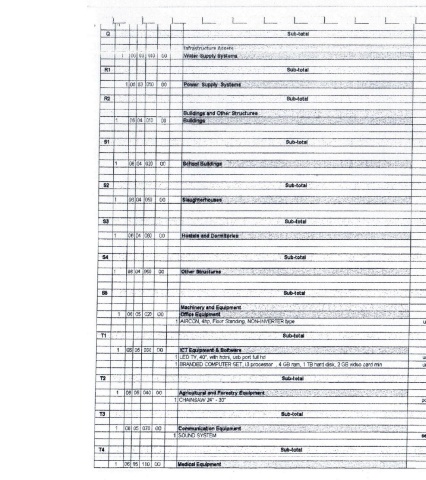 Q Sub-total
Infrastructure Assets
1 06 03 040 00 Water Supply Systems
R1 Sub-total
1 06 03 050 00 Power Supply Systems
R2 Sub-total
Buildings and Other Structures
1 06 04 010 00 Buildings
S1 Sub-total
1 06 04 020 00 School Buildings
S2 Sub-total
1 06 04 050 00 Slaughterhouses
S3 Sub-total
1 06 04 060 00 Hostels and Dormitories
S4 Sub-total
1 06 04 990 00 Other Structures
Sub-total
Machinery and Equipment
1 06 05 020 00 Office Equipment
1 AIRCON, 4hp, Floor Standing, NON-INVERTER type
T1 Sub-total
1 06 05 030 00 ICT Equipment & Software
1 LED TV, 40", with hdmi, usb port full hd
1 BRANDED COMPUTER SET, processor 4 GB ram, 1 TB hard disk, 2 GB video card min
T2 Sub-total
1 06 05 040 00 Agricultural and Forestry Equipment
1 CHAINSAW 24" - 30"
T3 Sub-total
1 06 05 070 00 Communication Equipment
1 SOUND SYSTEM
T4 Sub-total
1 06 05 110 00 Medical Equipment